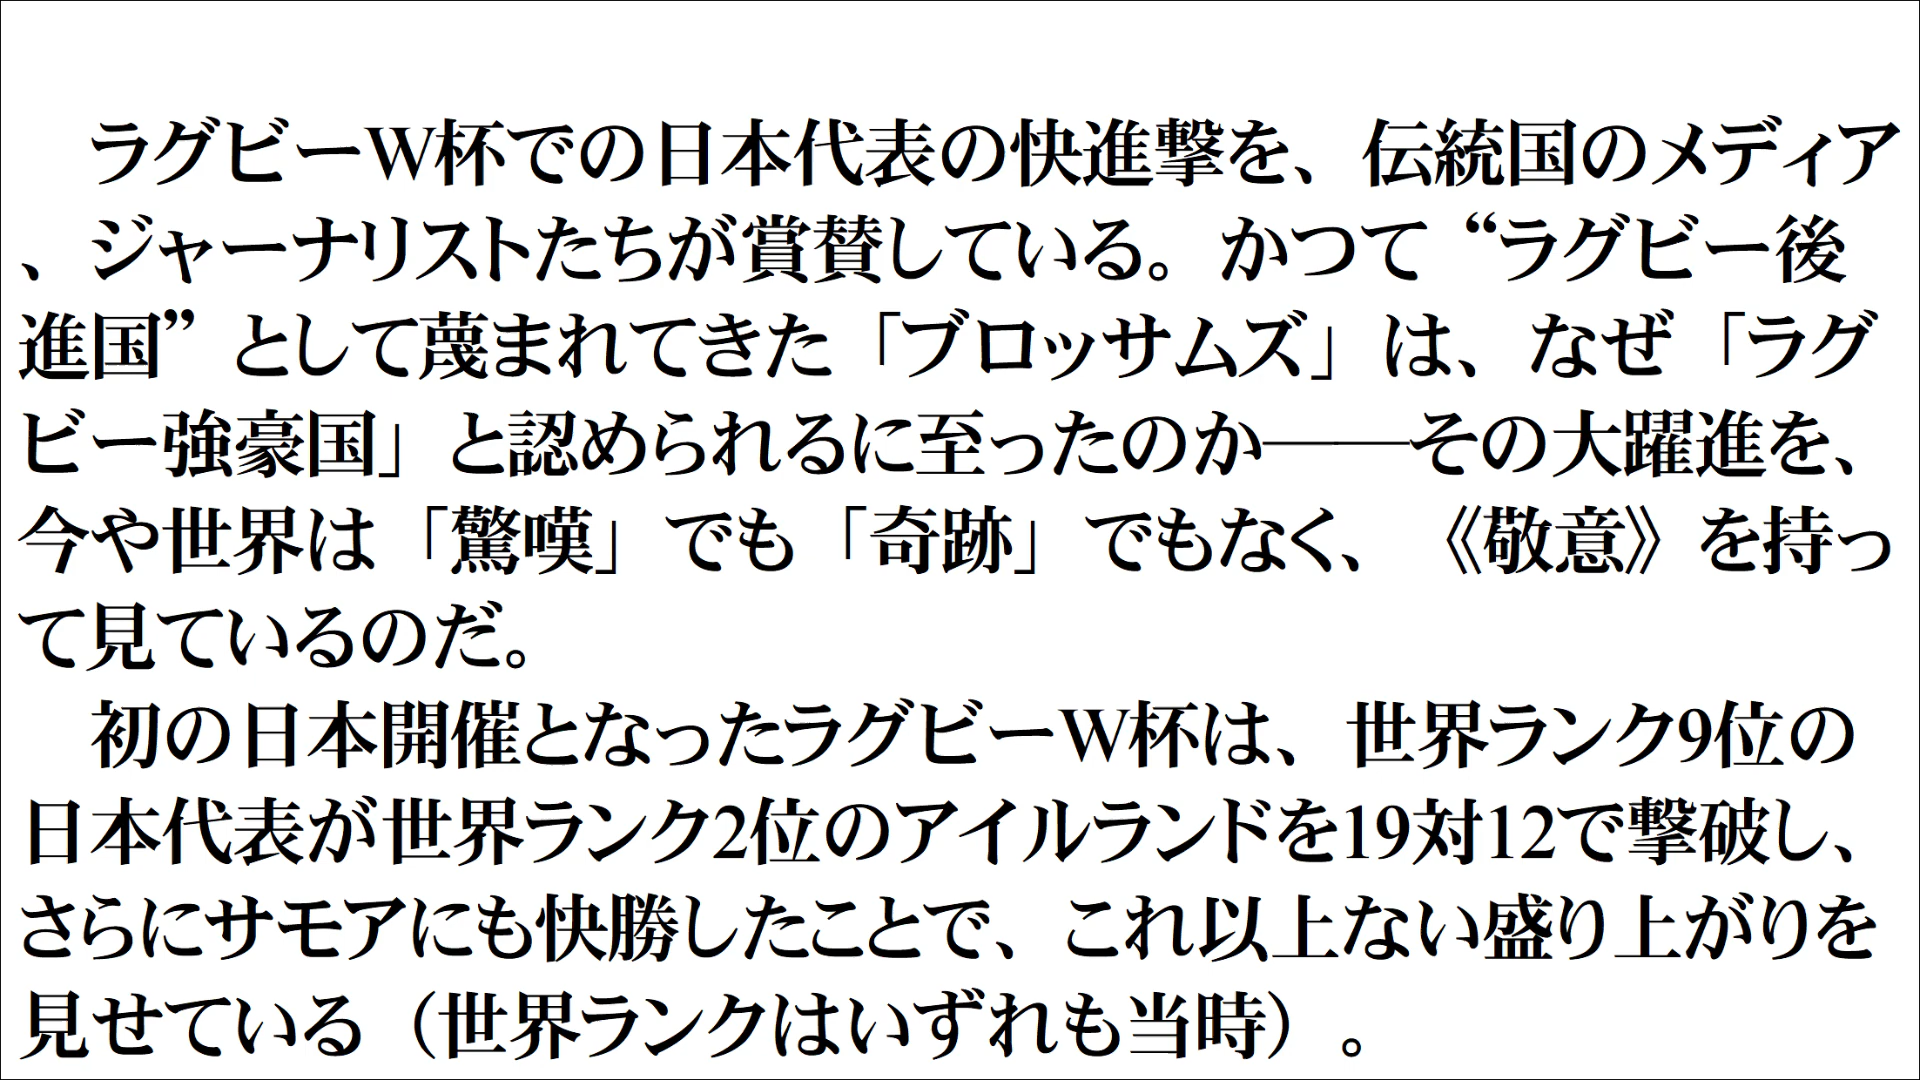 ラグビーW杯での日本代表の快進撃を、伝統国のメディア
、ジャーナリストたちが賞賛している。かつて“ラグビー後
進国”として蔑まれてきた「ブロッサムズ」は、なぜ「ラグ
ビー強豪国」と認められるに至ったのか――その大躍進を、
今や世界は「驚嘆」でも「奇跡」でもなく、《敬意》を持っ
て見ているのだ。
　初の日本開催となったラグビーW杯は、世界ランク9位の
日本代表が世界ランク2位のアイルランドを19対12で撃破し、
さらにサモアにも快勝したことで、これ以上ない盛り上がりを
見せている（世界ランクはいずれも当時）。